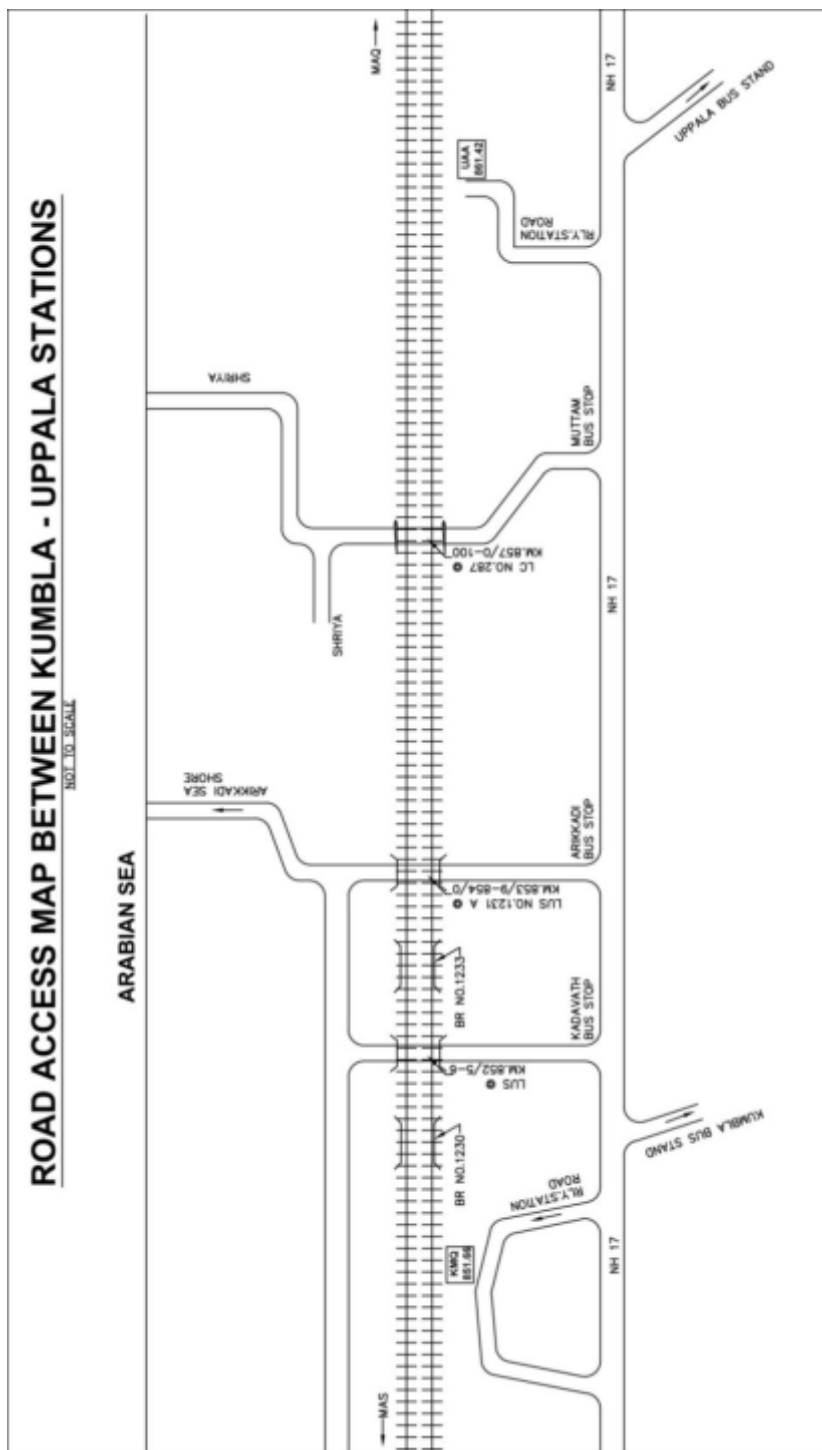 ROAD ACCESS MAP BETWEEN KUMBLA - UPPALA STATIONS
NOT TO SCALE
ARABIAN SEA
SHRIYA
SHRIYA
ARIKKADI SEA
SHORE
MAS
MAQ
KMQ
851.66
BR NO.1230
LUS @
KM.852/5-6
BR NO.1233
LUS NO.1231 A @
KM.853/9-854/0
LC NO.287 @
KM.857/0-100
UAA
861.42
RLY.STATION
ROAD
KADAVATH
BUS STOP
ARIKKADI
BUS STOP
MUTTAM
BUS STOP
RLY.STATION
ROAD
NH 17
NH 17
NH 17
KUMBLA BUS STAND
UPPALA BUS STAND